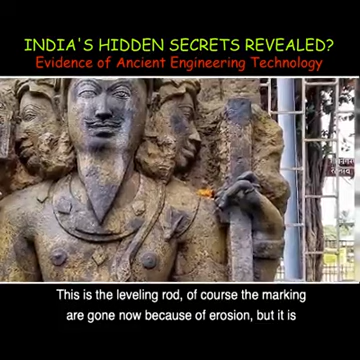 INDIA'S HIDDEN SECRETS REVEALED?
Evidence of Ancient Engineering Technology
This is the leveling rod, of course the marking
are gone now because of erosion, but it is